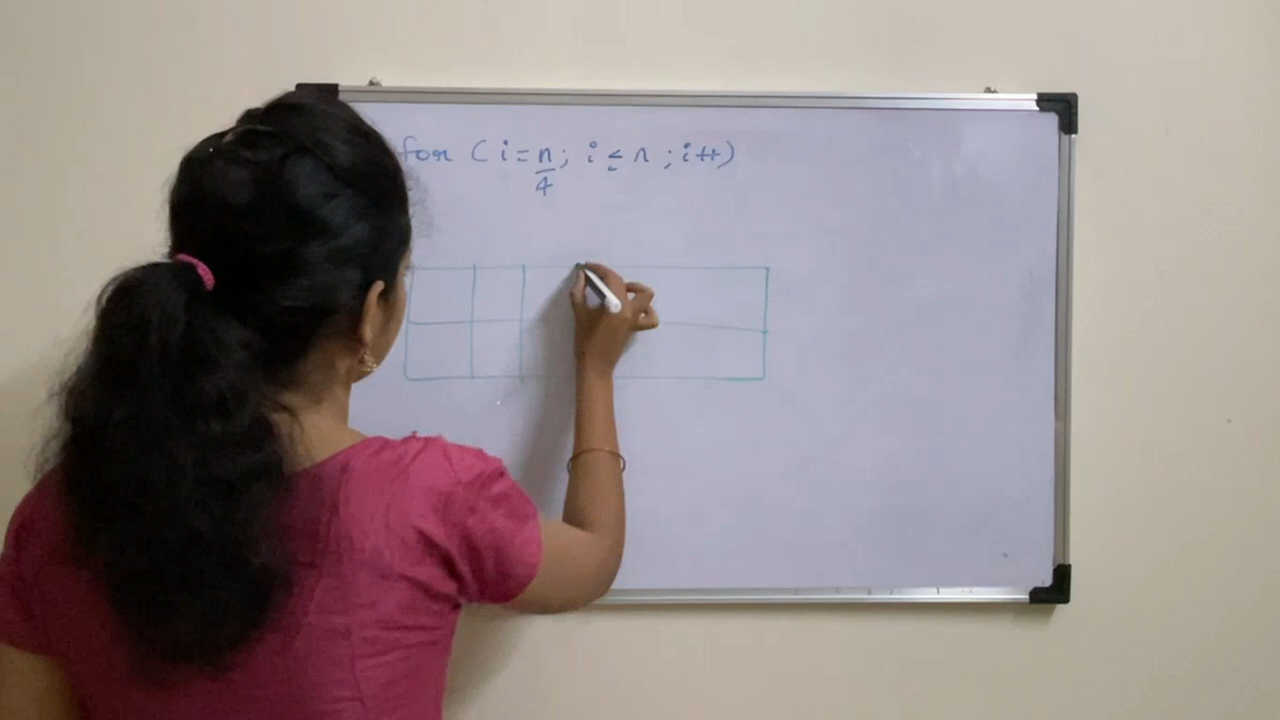 for (i=n/4; i≤n; i++)